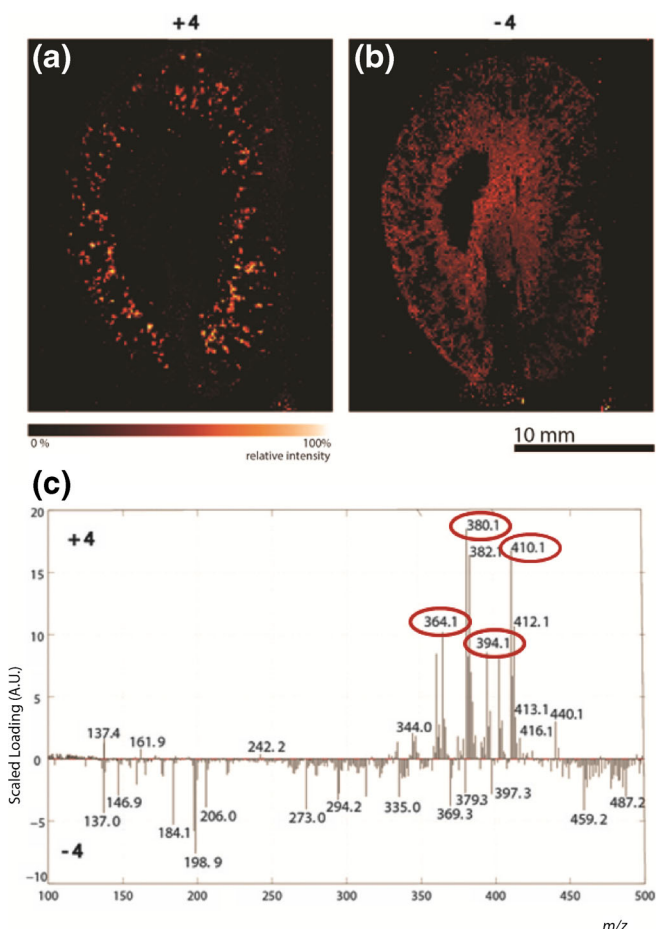 +4 -4
(a) (b)
0 % 100%
relative intensity
10 mm
(c)
20
+4
380.1
382.1 410.1
15
364.1
412.1
10
394.1
413.1
5
137.4 161.9 242.2 344.0 416.1 440.1
Scaled Loading (A.U.)
0
146.9 206.0 273.0 294.2 335.0 3793 397.3 487.2
137.0 369.3 459.2
−5
184.1
-4
198.9
−10
100 150 200 250 300 350 400 450 500
m/z